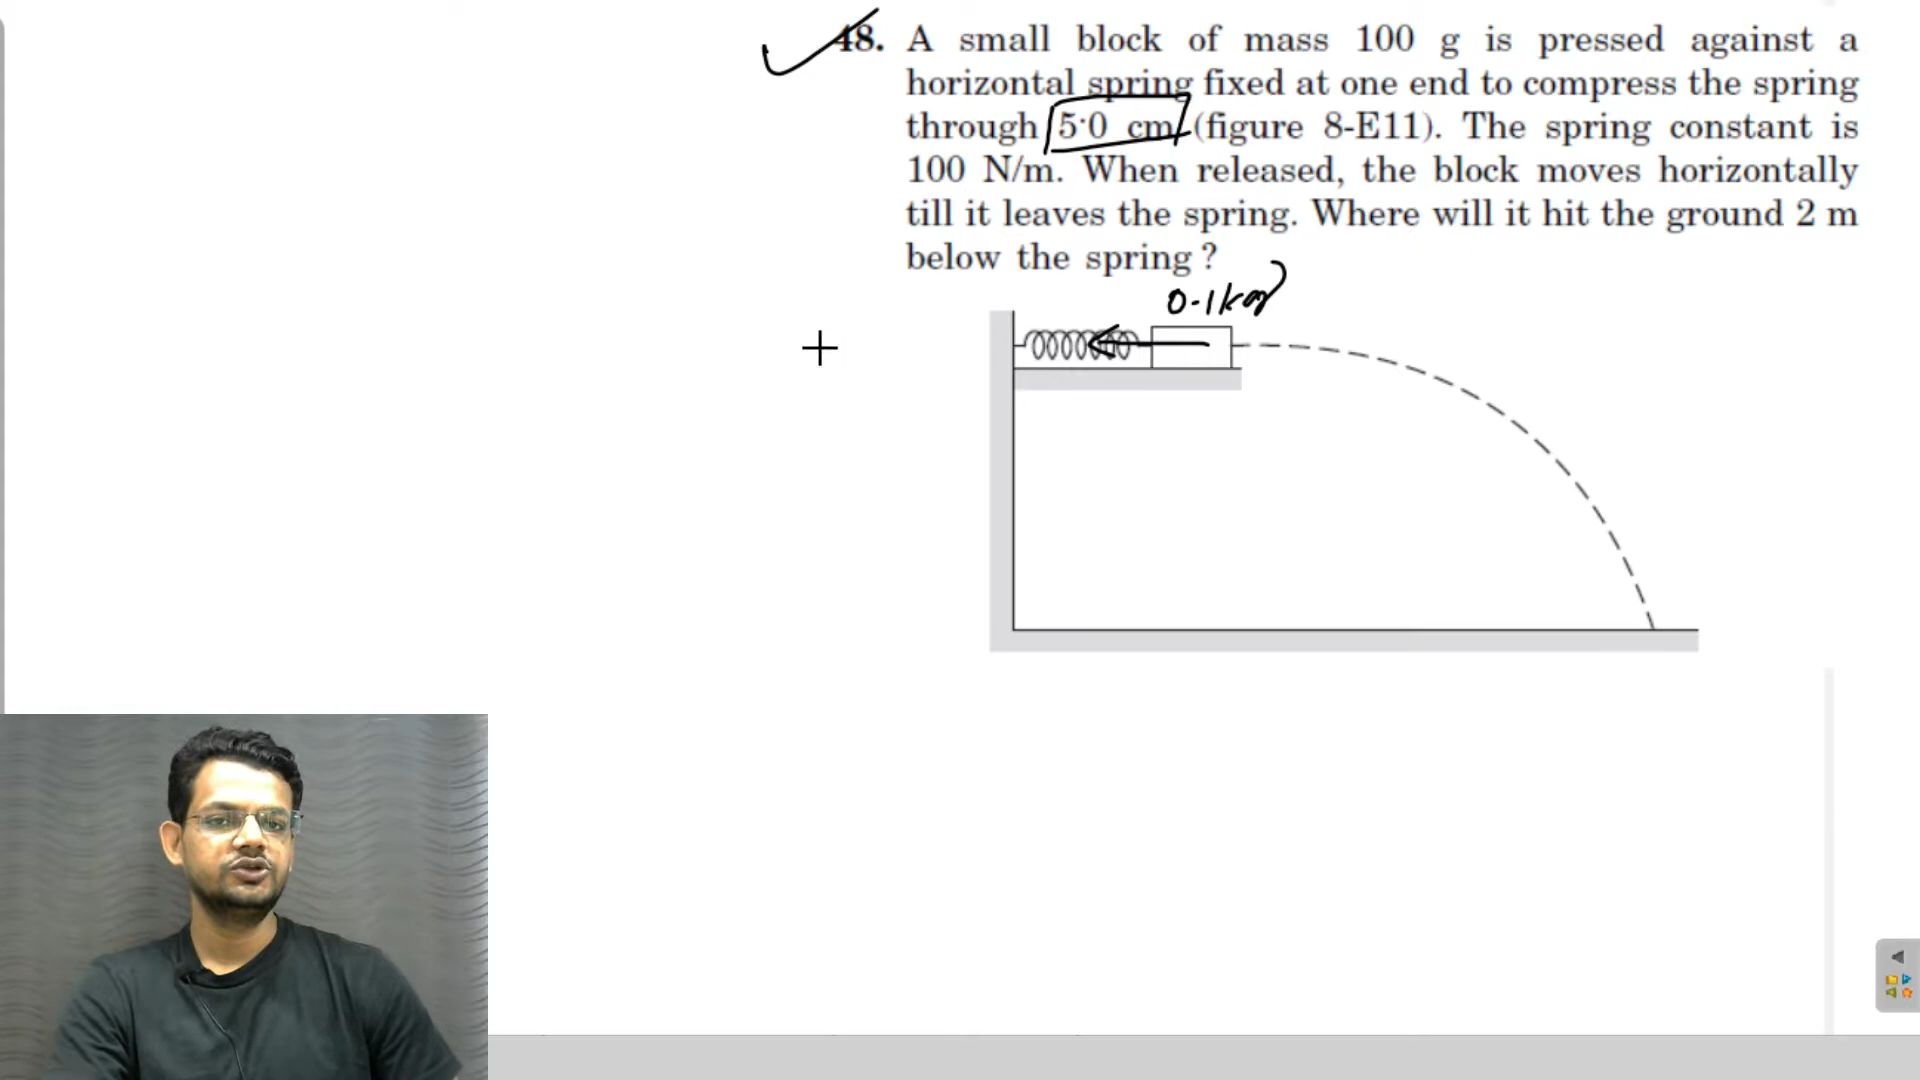 48. A small block of mass 100 g is pressed against a
horizontal spring fixed at one end to compress the spring
through 5·0 cm (figure 8-E11). The spring constant is
100 N/m. When released, the block moves horizontally
till it leaves the spring. Where will it hit the ground 2 m
below the spring ?
0.1kg